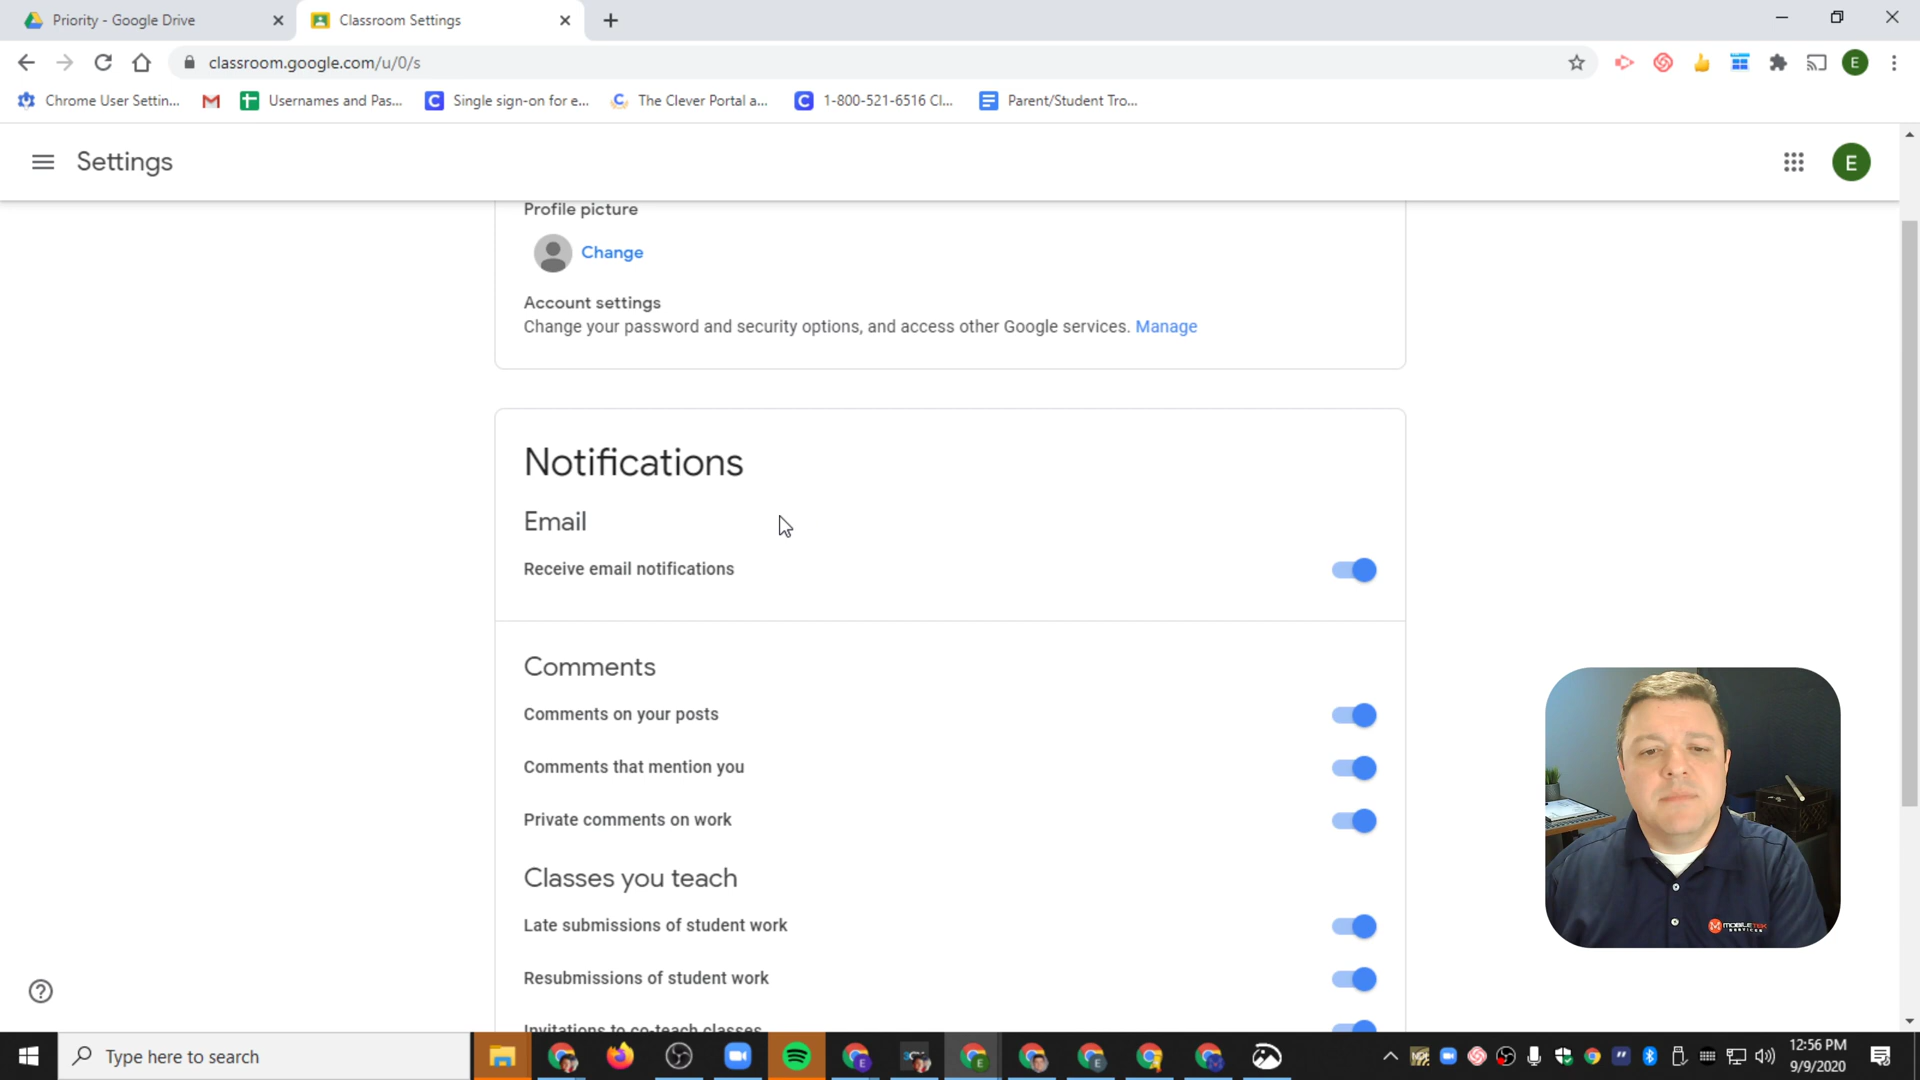 Priority - Google Drive
Classroom Settings
classroom.google.com/u/0/s
E
Chrome User Settin...
Usernames and Pas...
Single sign-on for e...
The Clever Portal a...
1-800-521-6516 Cl...
Parent/Student Tro...
Settings
E
Profile picture
Change
Account settings
Change your password and security options, and access other Google services. Manage
Notifications
Email
Receive email notifications
Comments
Comments on your posts
Comments that mention you
Private comments on work
Classes you teach
Late submissions of student work
Resubmissions of student work
Invitations to co-teach classes
MOBILETEK
SERVICES
Type here to search
12:56 PM
9/9/2020